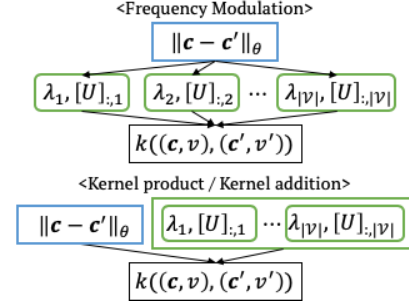 <Frequency Modulation>
‖c − c′‖θ
λ1, [U]:,1 λ2, [U]:,2 ⋯ λ|𝒱|, [U]:,|𝒱|
k((c, v), (c′, v′))
<Kernel product / Kernel addition>
‖c − c′‖θ λ1, [U]:,1 ⋯ λ|𝒱|, [U]:,|𝒱|
k((c, v), (c′, v′))